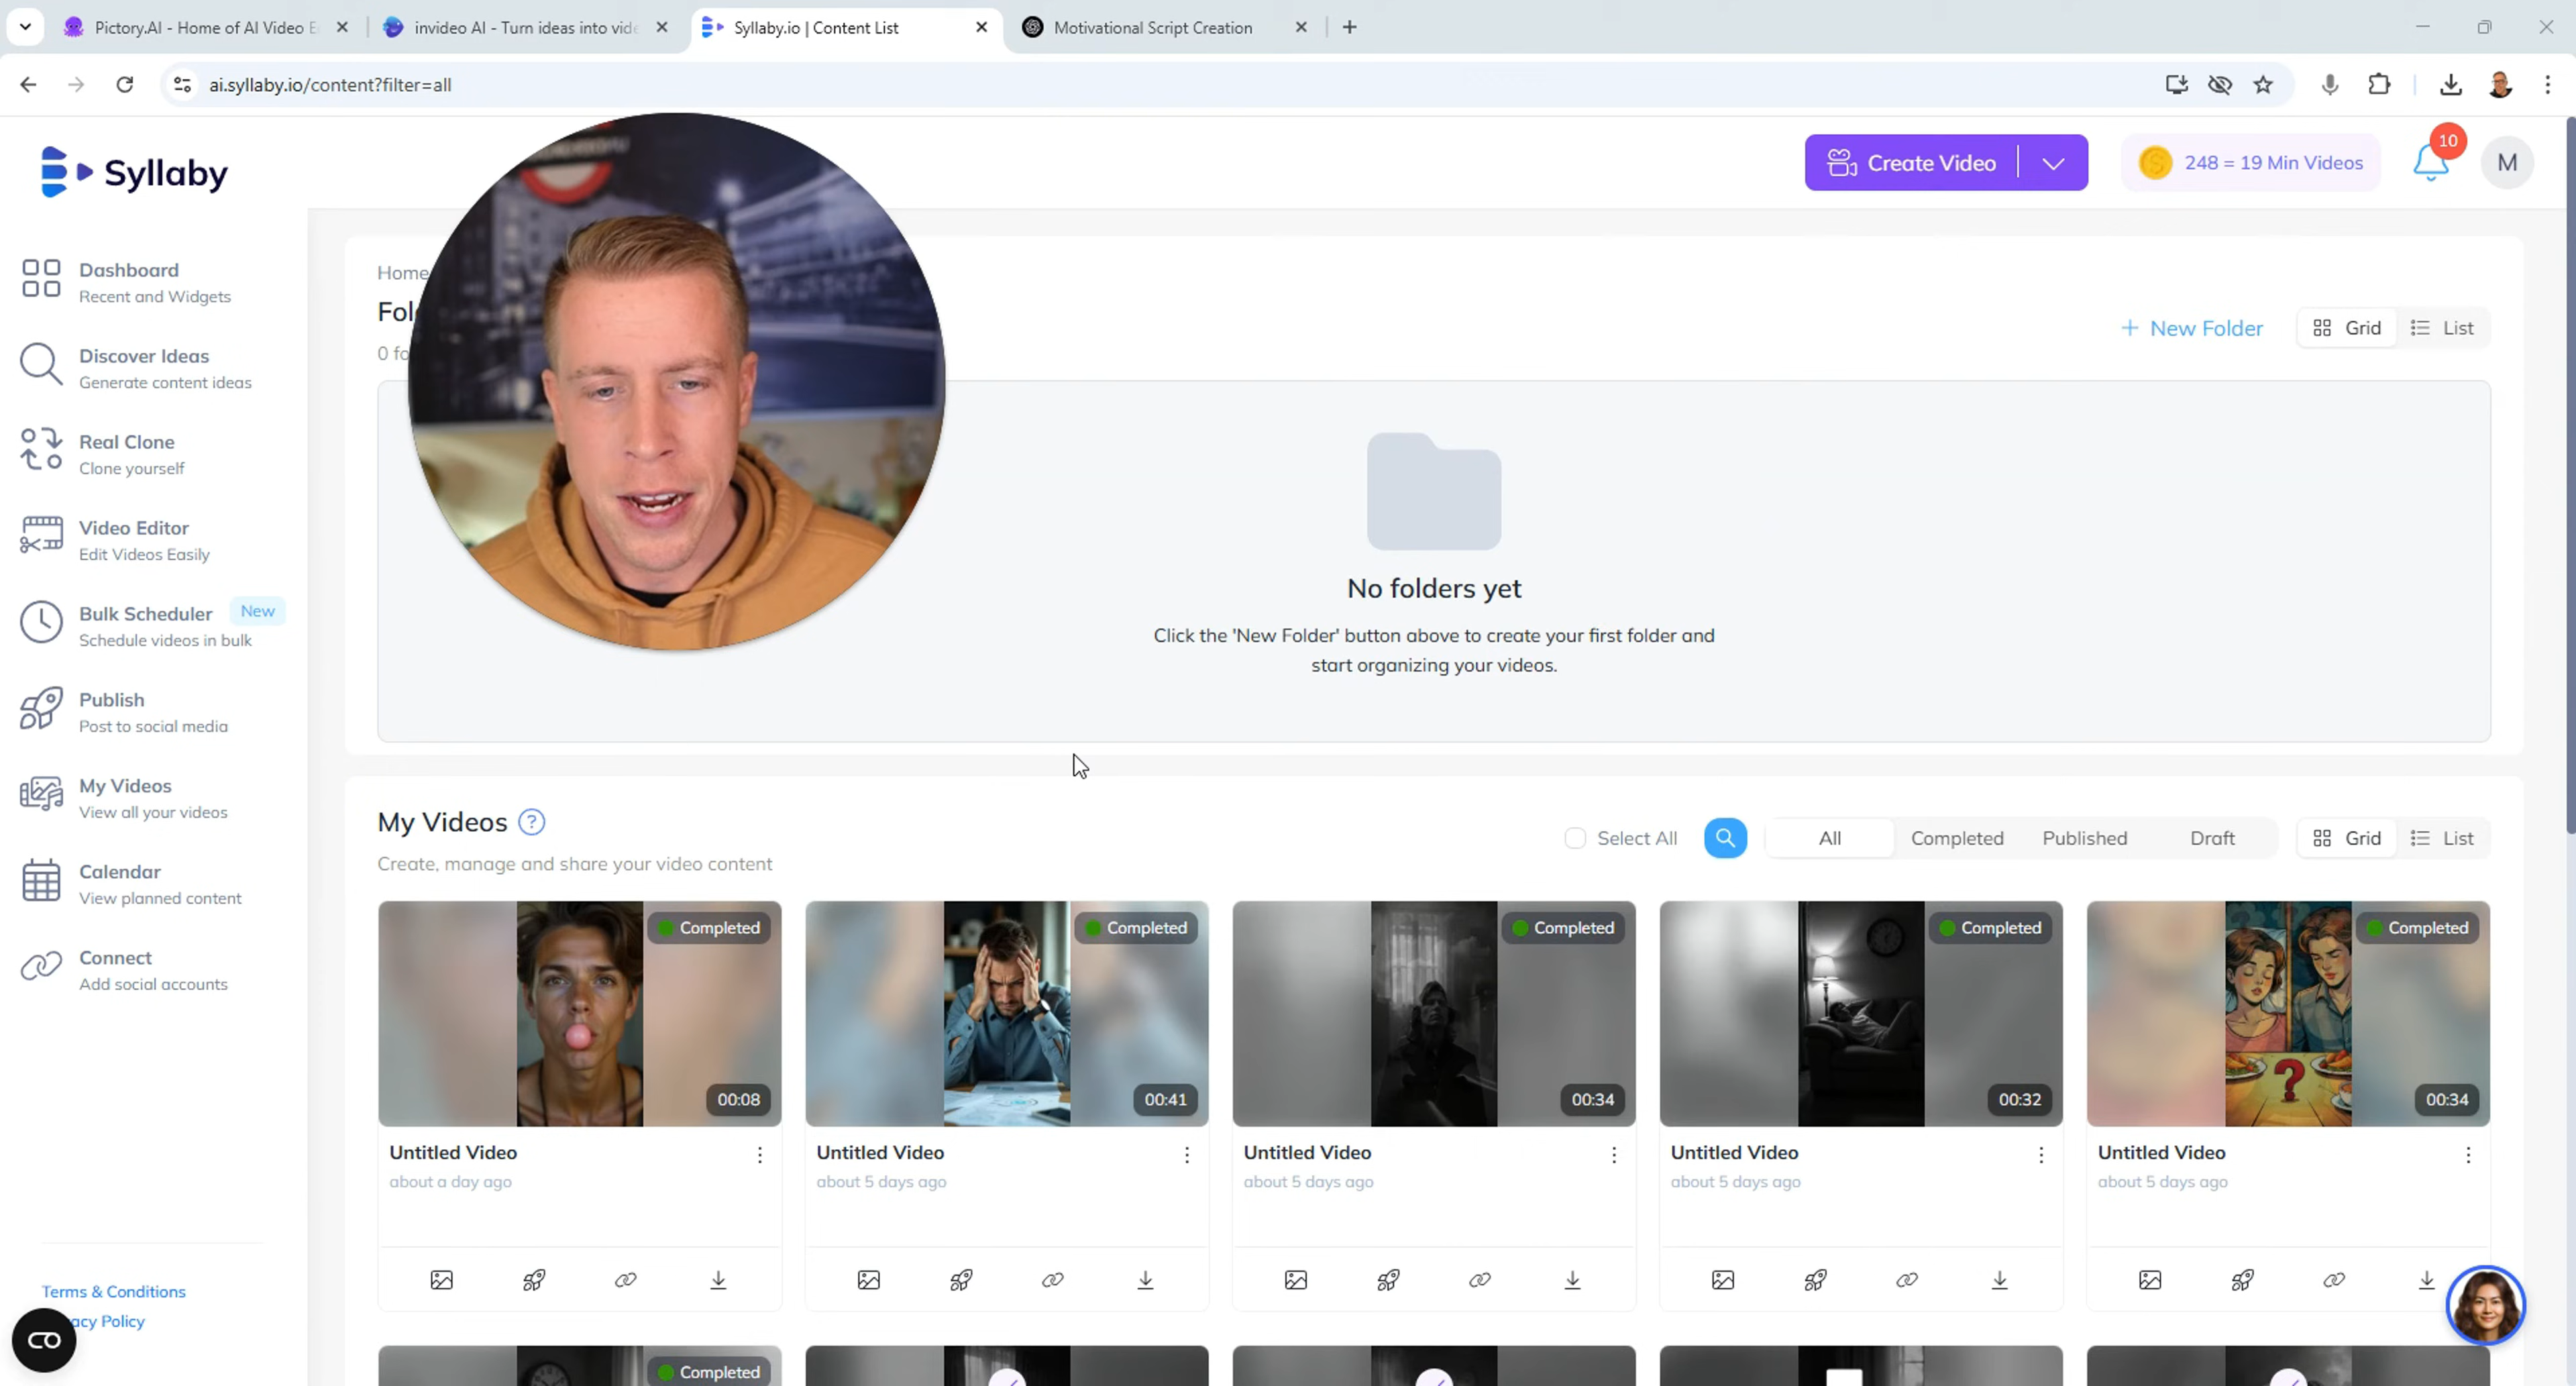 Pictory.AI - Home of AI Video E
invideo AI - Turn ideas into vide
Syllaby.io | Content List
Motivational Script Creation
ai.syllaby.io/content?filter=all
Syllaby
Create Video
248 = 19 Min Videos
10
M
Dashboard
Recent and Widgets
Discover Ideas
Generate content ideas
Real Clone
Clone yourself
Video Editor
Edit Videos Easily
Bulk Scheduler New
Schedule videos in bulk
Publish
Post to social media
My Videos
View all your videos
Calendar
View planned content
Connect
Add social accounts
Terms & Conditions
acy Policy
Home
Fol
0 fo
+ New Folder
Grid
List
No folders yet
Click the 'New Folder' button above to create your first folder and
start organizing your videos.
My Videos ?
Create, manage and share your video content
Select All
All
Completed
Published
Draft
Grid
List
Completed
00:08
Untitled Video
about a day ago
Completed
00:41
Untitled Video
about 5 days ago
Completed
00:34
Untitled Video
about 5 days ago
Completed
00:32
Untitled Video
about 5 days ago
Completed
?
00:34
Untitled Video
about 5 days ago
Completed